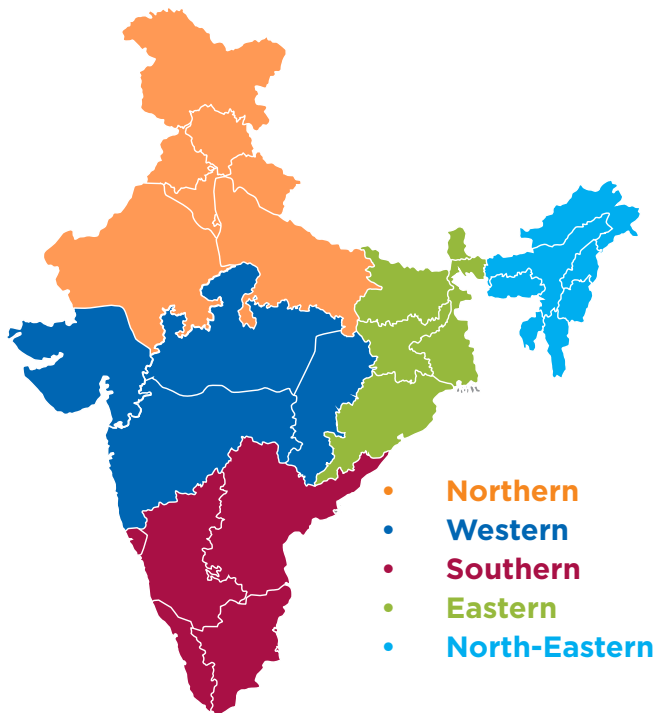 • Northern
• Western
• Southern
• Eastern
• North-Eastern